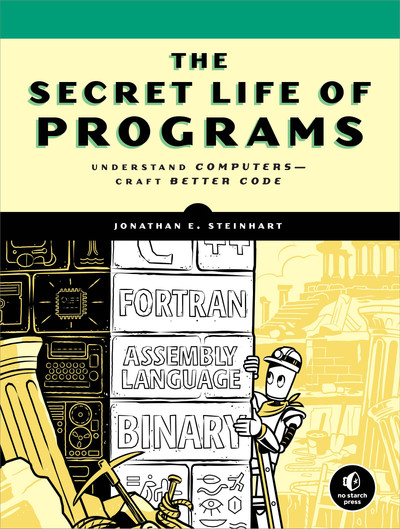 THE
SECRET LIFE OF
PROGRAMS
UNDERSTAND COMPUTERS—
CRAFT BETTER CODE
JONATHAN E. STEINHART
C ++
FORTRAN
ASSEMBLY
LANGUAGE
BINARY
no starch
press